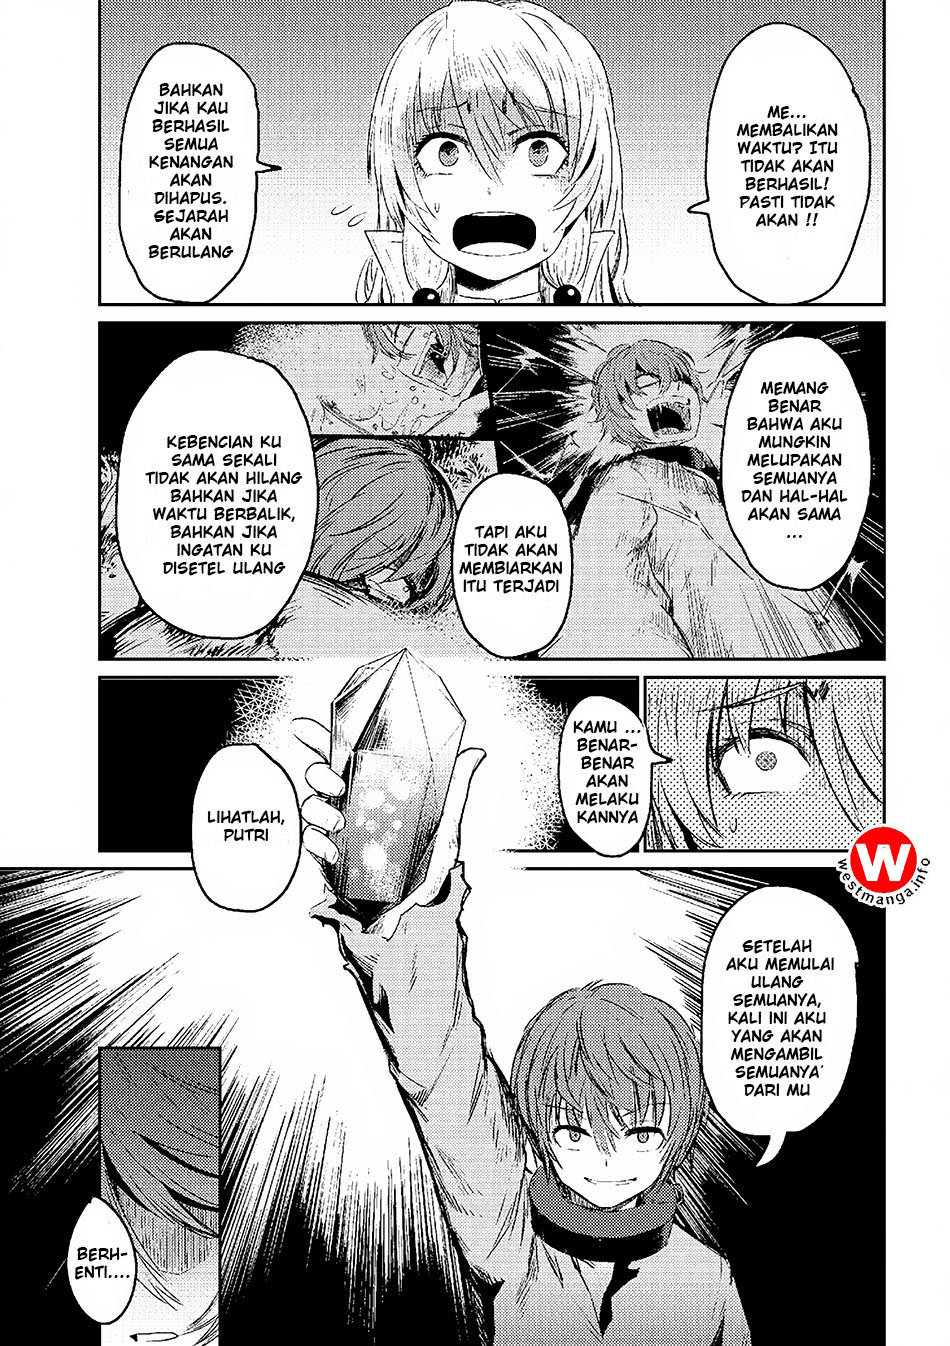 ME...
MEMBALIKAN
WAKTU? ITU
TIDAK AKAN
BERHASIL!
PASTI TIDAK
AKAN !!
BAHKAN
JIKA KAU
BERHASIL
SEMUA
KENANGAN
AKAN
DIHAPUS.
SEJARAH
AKAN
BERULANG
MEMANG
BENAR
BAHWA AKU
MUNGKIN
MELUPAKAN
SEMUANYA
DAN HAL-HAL
AKAN SAMA
...
TAPI AKU
TIDAK AKAN
MEMBIARKAN
ITU TERJADI
KEBENCIAN KU
SAMA SEKALI
TIDAK AKAN HILANG
BAHKAN JIKA
WAKTU BERBALIK,
BAHKAN JIKA
INGATAN KU
DISETEL ULANG
KAMU ...
BENAR-
BENAR
AKAN
MELAKU
KANNYA
LIHATLAH,
PUTRI
W
westmanga.info
SETELAH
AKU MEMULAI
ULANG
SEMUANYA,
KALI INI AKU
YANG AKAN
MENGAMBIL
SEMUANYA'
DARI MU
BERH-
ENTI....